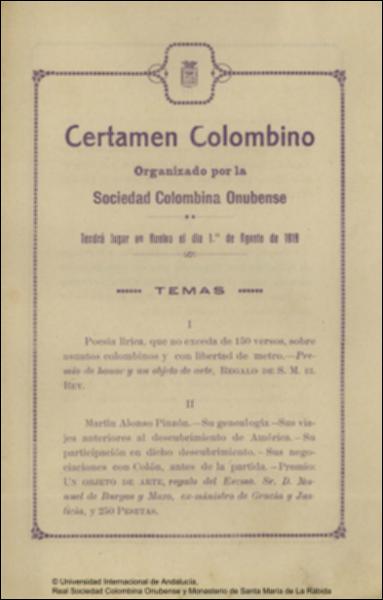 Certamen Colombino
Organizado por la
Sociedad Colombina Onubense
Tendrá lugar en Huelva el día 1.º de Agosto de 1919
TEMAS
I
Poesía lírica, que no exceda de 150 versos, sobre
asuntos colombinos y con libertad de metro.—Pre-
mio de honor y un objeto de arte, REGALO DE S. M. EL
REY.
II
Martín Alonso Pinzón.—Su genealogía—Sus via-
jes anteriores al descubrimiento de América.—Su
participación en dicho descubrimiento.—Sus nego-
ciaciones con Colón, antes de la partida.—Premio:
UN OBJETO DE ARTE, regalo del Excmo. Sr. D. Ma-
nuel de Burgos y Mazo, ex-ministro de Gracia y Jus-
ticia, y 250 PESETAS.
© Universidad Internacional de Andalucía,
Real Sociedad Colombina Onubense y Monasterio de Santa María de La Rábida